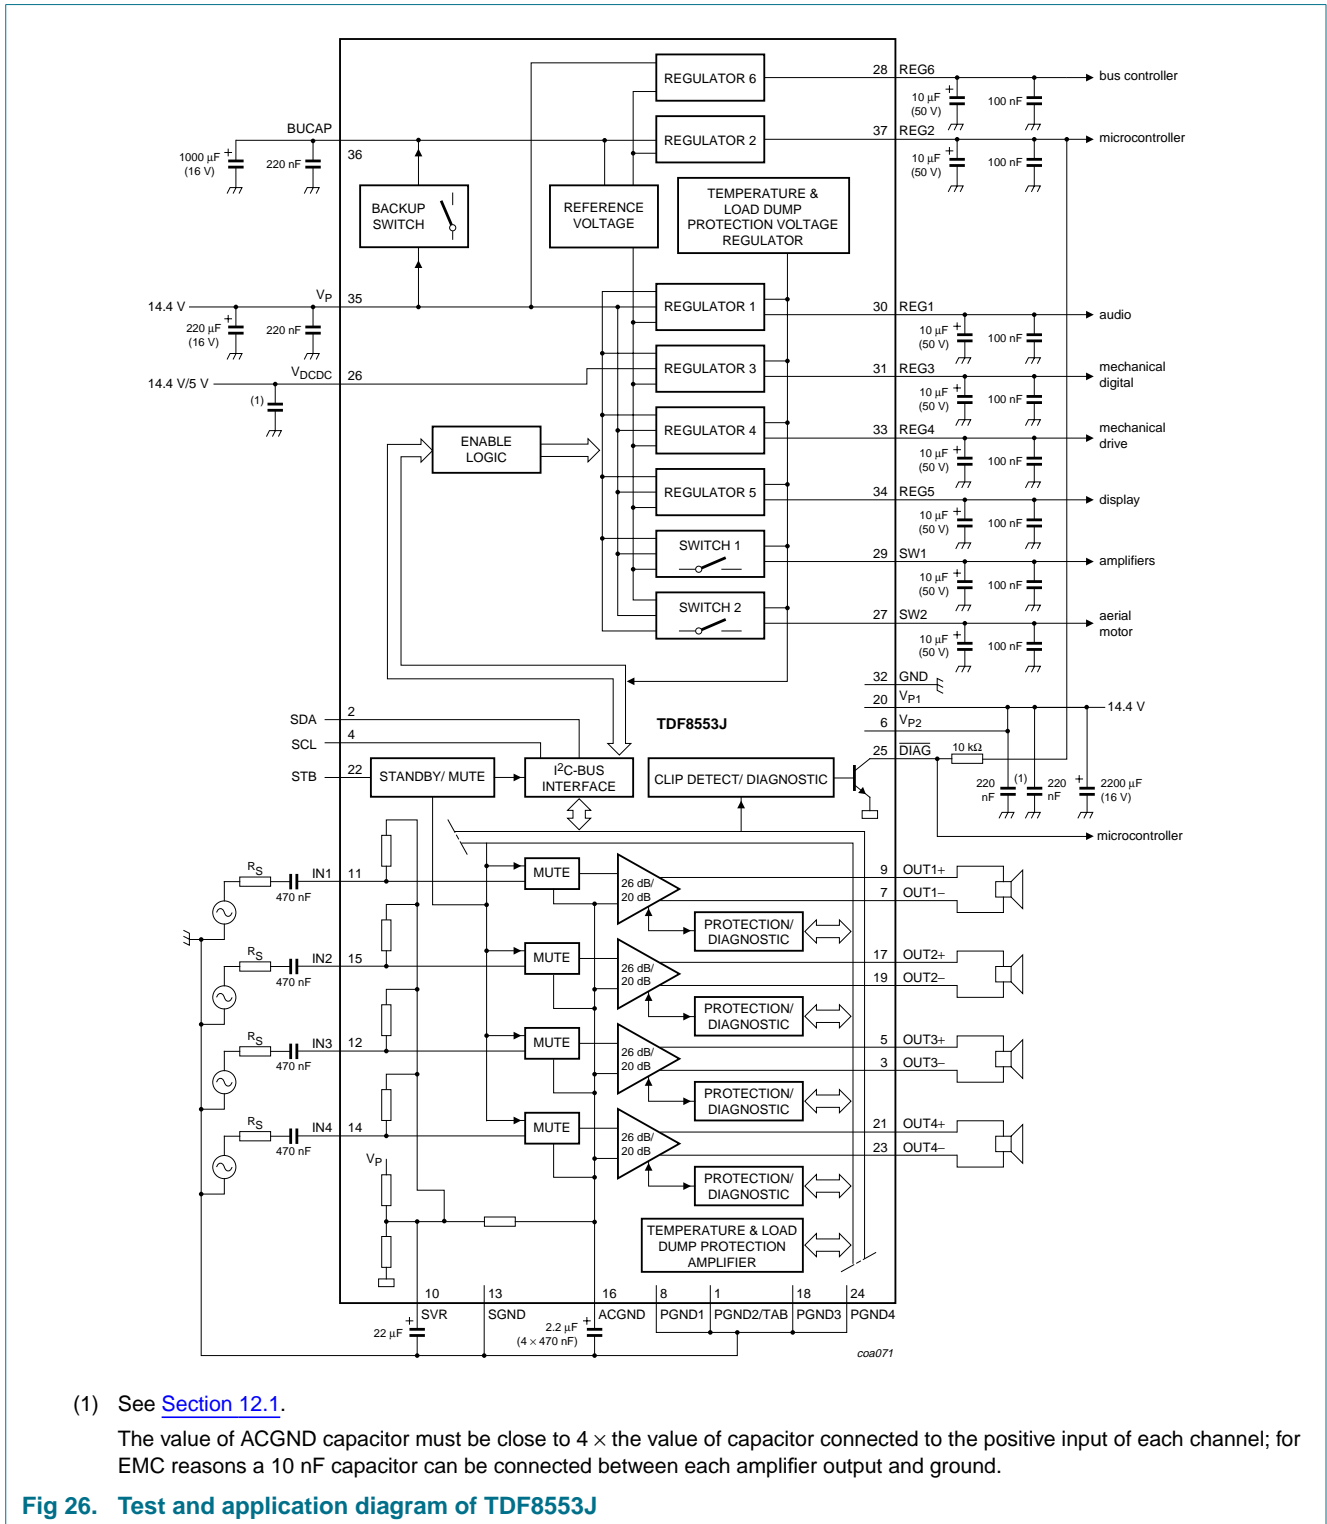 REGULATOR 6
28 REG6
bus controller
10 µF +
(50 V)
100 nF
BUCAP
36
REGULATOR 2
37 REG2
microcontroller
1000 µF +
(16 V)
220 nF
10 µF +
(50 V)
100 nF
BACKUP
SWITCH
REFERENCE
VOLTAGE
TEMPERATURE &
LOAD DUMP
PROTECTION VOLTAGE
REGULATOR
14.4 V
VP
35
REGULATOR 1
30 REG1
audio
220 µF +
(16 V)
220 nF
10 µF +
(50 V)
100 nF
14.4 V/5 V
VDCDC
26
(1)
REGULATOR 3
31 REG3
mechanical
digital
10 µF +
(50 V)
100 nF
ENABLE
LOGIC
REGULATOR 4
33 REG4
mechanical
drive
10 µF +
(50 V)
100 nF
REGULATOR 5
34 REG5
display
10 µF +
(50 V)
100 nF
SWITCH 1
29 SW1
amplifiers
10 µF +
(50 V)
100 nF
SWITCH 2
27 SW2
aerial
motor
10 µF +
(50 V)
100 nF
32 GND
20 VP1
14.4 V
6 VP2
TDF8553J
25 DIAG
10 kΩ
SDA
2
SCL
4
STB
22
STANDBY/ MUTE
I2C-BUS
INTERFACE
CLIP DETECT/ DIAGNOSTIC
220
nF
(1)
220
nF
+ 2200 µF
(16 V)
microcontroller
RS
470 nF
IN1
11
MUTE
26 dB/
20 dB
9 OUT1+
7 OUT1−
PROTECTION/
DIAGNOSTIC
RS
470 nF
IN2
15
MUTE
26 dB/
20 dB
17 OUT2+
19 OUT2−
PROTECTION/
DIAGNOSTIC
RS
470 nF
IN3
12
MUTE
26 dB/
20 dB
5 OUT3+
3 OUT3−
PROTECTION/
DIAGNOSTIC
RS
470 nF
IN4
14
MUTE
26 dB/
20 dB
21 OUT4+
23 OUT4−
PROTECTION/
DIAGNOSTIC
VP
TEMPERATURE & LOAD
DUMP PROTECTION
AMPLIFIER
10
SVR
13
SGND
16
ACGND
8
PGND1
1
PGND2/TAB
18
PGND3
24
PGND4
22 µF +
2.2 µF +
(4 × 470 nF)
coa071
(1) See Section 12.1.
The value of ACGND capacitor must be close to 4 × the value of capacitor connected to the positive input of each channel; for
EMC reasons a 10 nF capacitor can be connected between each amplifier output and ground.
Fig 26. Test and application diagram of TDF8553J